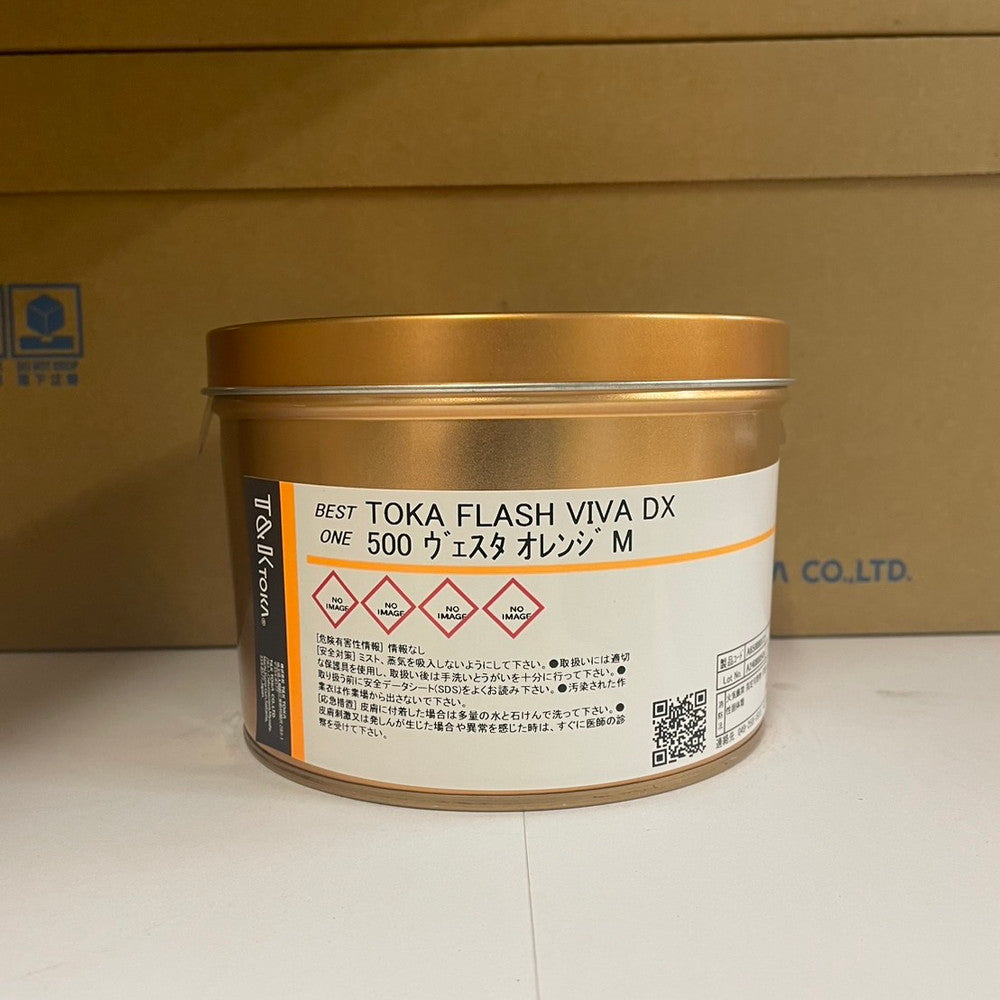 DO NOT DROP
落下注意
CO.,LTD.
T&K TOKA®
BEST ONE
TOKA FLASH VIVA DX
500 ヴェスタ オレンジ M
NO IMAGE
NO IMAGE
NO IMAGE
NO IMAGE
[危険有害性情報] 情報なし
[安全対策] ミスト、蒸気を吸入しないようにして下さい。●取扱いには適切
な保護具を使用し、取扱い後は手洗いとうがいを十分に行って下さい。●
取り扱う前に安全データシート(SDS)をよくお読み下さい。●汚染された作
業衣は作業場から出さないで下さい。
[応急措置] 皮膚に付着した場合は多量の水と石けんで洗って下さい。●
皮膚刺激又は発しんが生じた場合や異常を感じた時は、すぐに医師の診
察を受けて下さい。
製品コード
Lot No.
連絡先